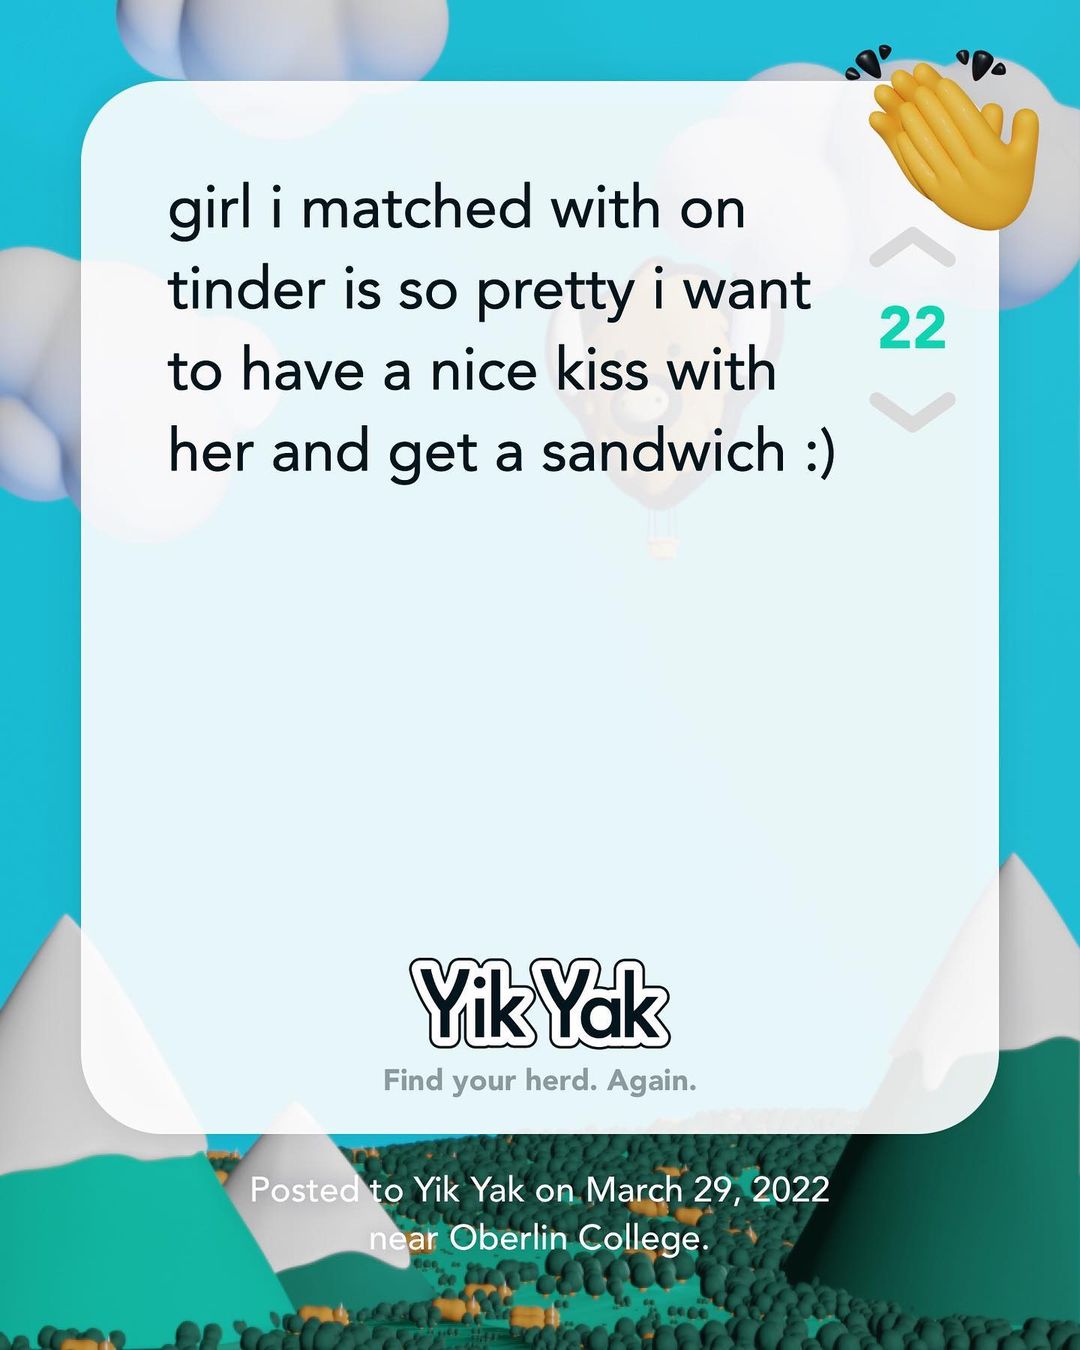 girl i matched with on
tinder is so pretty i want
to have a nice kiss with
her and get a sandwich :)
22
Yik Yak
Find your herd. Again.
Posted to Yik Yak on March 29, 2022
near Oberlin College.